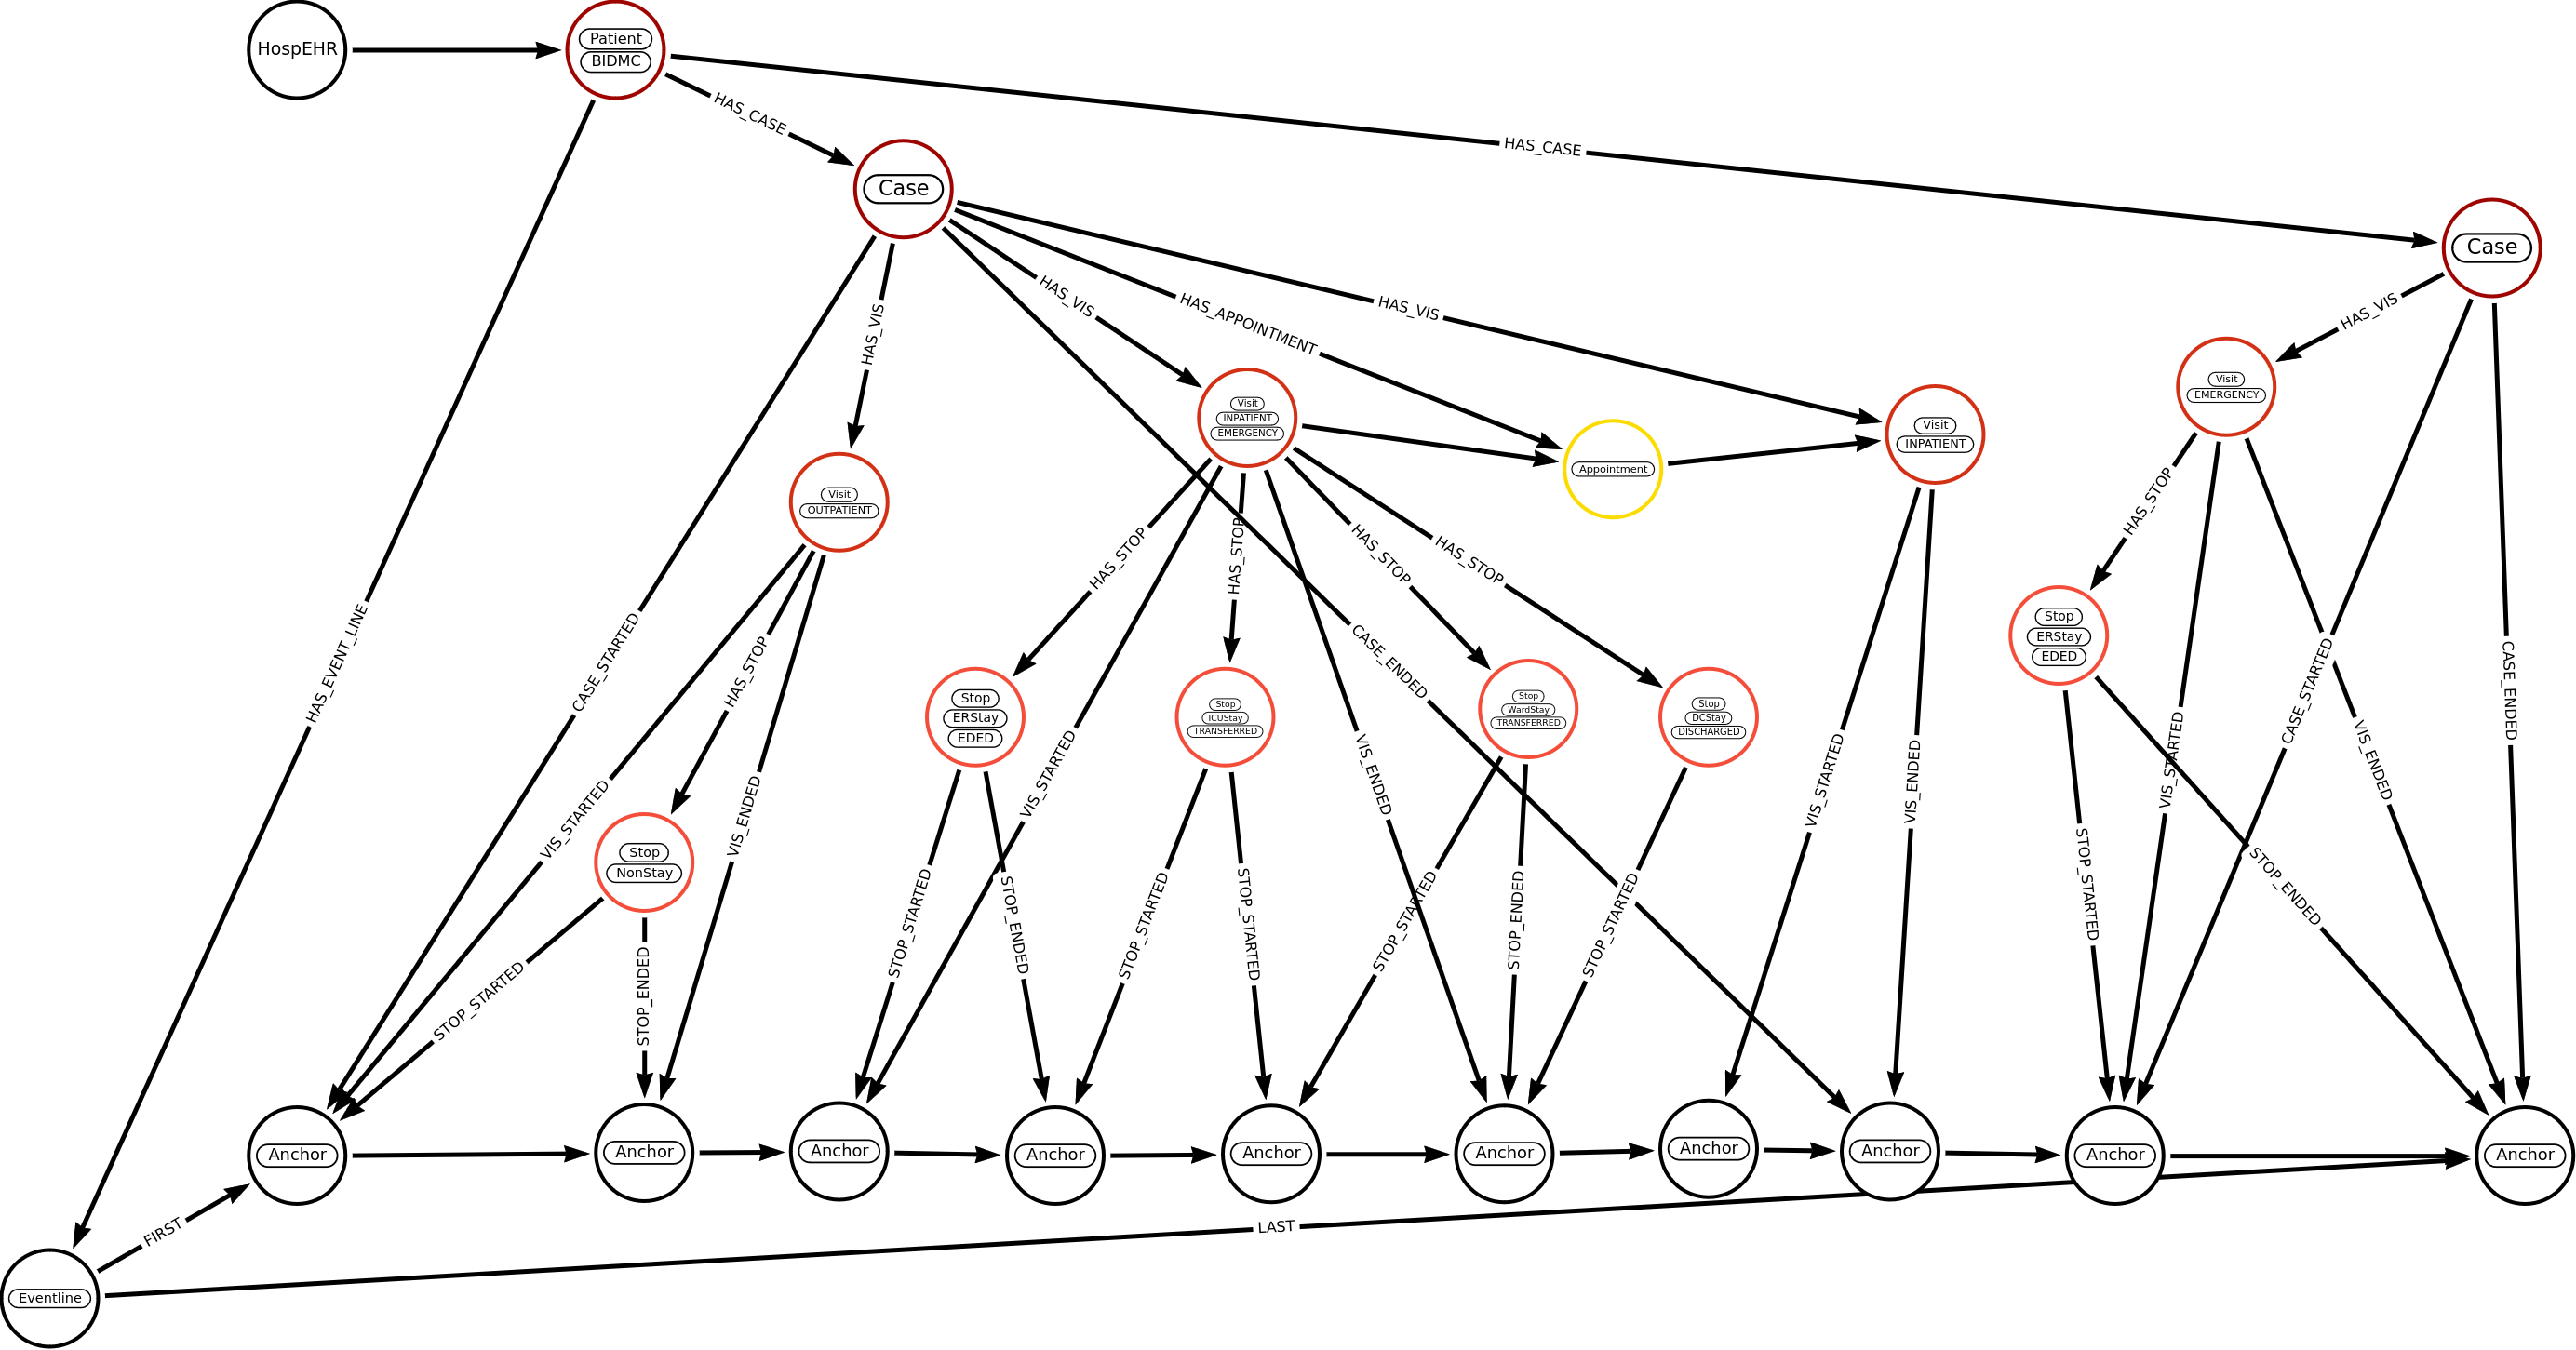 HospEHR
Patient
BIDMC
HAS_CASE
HAS_CASE
Case
Case
HAS_VIS
HAS_VIS
HAS_APPOINTMENT
HAS_VIS
HAS_VIS
Visit
EMERGENCY
Visit
INPATIENT
EMERGENCY
Visit
INPATIENT
Appointment
Visit
OUTPATIENT
HAS_STOP
HAS_STOP
HAS_STOP
HAS_STOP
HAS_STOP
HAS_EVENT_LINE
CASE_STARTED
HAS_STOP
CASE_ENDED
CASE_STARTED
CASE_ENDED
Stop
ERStay
EDED
Stop
ERStay
EDED
Stop
ICUStay
TRANSFERRED
Stop
WardStay
TRANSFERRED
Stop
DCStay
DISCHARGED
VIS_STARTED
VIS_ENDED
VIS_STARTED
VIS_ENDED
VIS_STARTED
VIS_ENDED
VIS_STARTED
VIS_ENDED
Stop
NonStay
STOP_STARTED
STOP_ENDED
STOP_STARTED
STOP_ENDED
STOP_STARTED
STOP_STARTED
STOP_STARTED
STOP_ENDED
STOP_STARTED
STOP_STARTED
STOP_ENDED
Anchor
Anchor
Anchor
Anchor
Anchor
Anchor
Anchor
Anchor
Anchor
Anchor
FIRST
LAST
Eventline